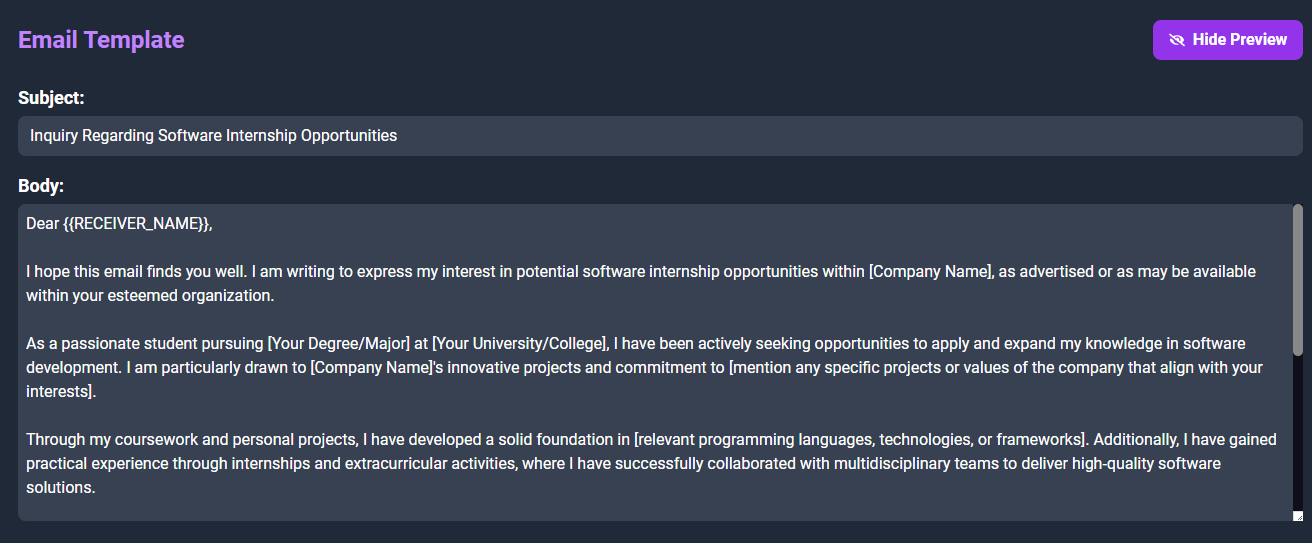 Email Template
Hide Preview
Subject:
Inquiry Regarding Software Internship Opportunities
Body:
Dear {{RECEIVER_NAME}},
I hope this email finds you well. I am writing to express my interest in potential software internship opportunities within [Company Name], as advertised or as may be available
within your esteemed organization.
As a passionate student pursuing [Your Degree/Major] at [Your University/College], I have been actively seeking opportunities to apply and expand my knowledge in software
development. I am particularly drawn to [Company Name]'s innovative projects and commitment to [mention any specific projects or values of the company that align with your
interests].
Through my coursework and personal projects, I have developed a solid foundation in [relevant programming languages, technologies, or frameworks]. Additionally, I have gained
practical experience through internships and extracurricular activities, where I have successfully collaborated with multidisciplinary teams to deliver high-quality software
solutions.